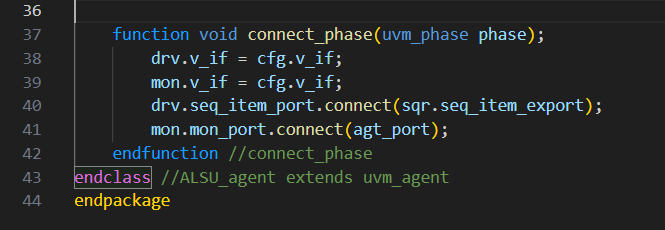 36
37 function void connect_phase(uvm_phase phase);
38 drv.v_if = cfg.v_if;
39 mon.v_if = cfg.v_if;
40 drv.seq_item_port.connect(sqr.seq_item_export);
41 mon.mon_port.connect(agt_port);
42 endfunction //connect_phase
43 endclass //ALSU_agent extends uvm_agent
44 endpackage